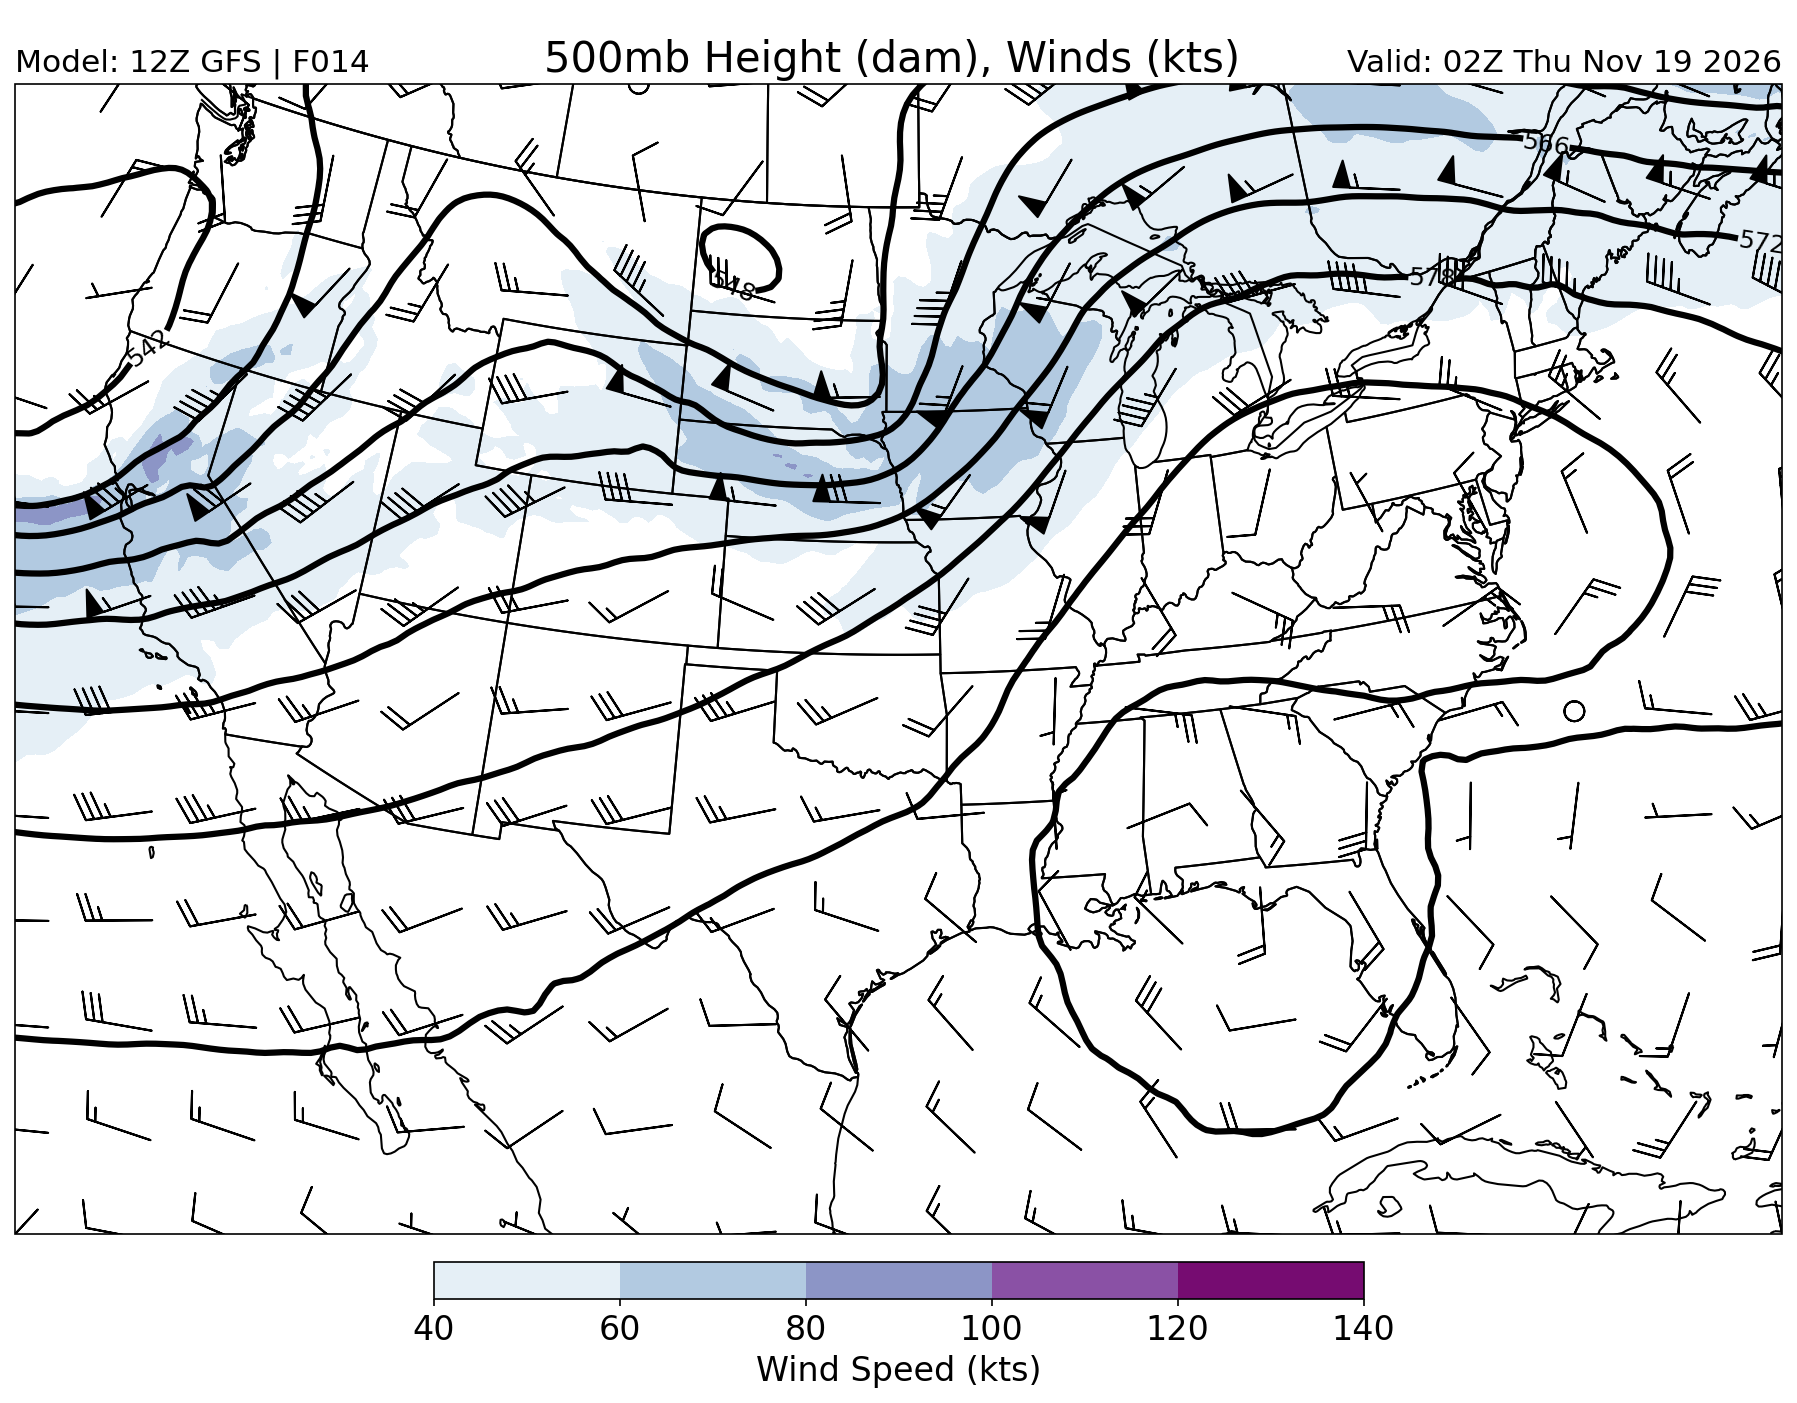 Model: 12Z GFS | F014
500mb Height (dam), Winds (kts)
Valid: 02Z Thu Nov 19 2026
566
572
548
578
542
40 60 80 100 120 140
Wind Speed (kts)